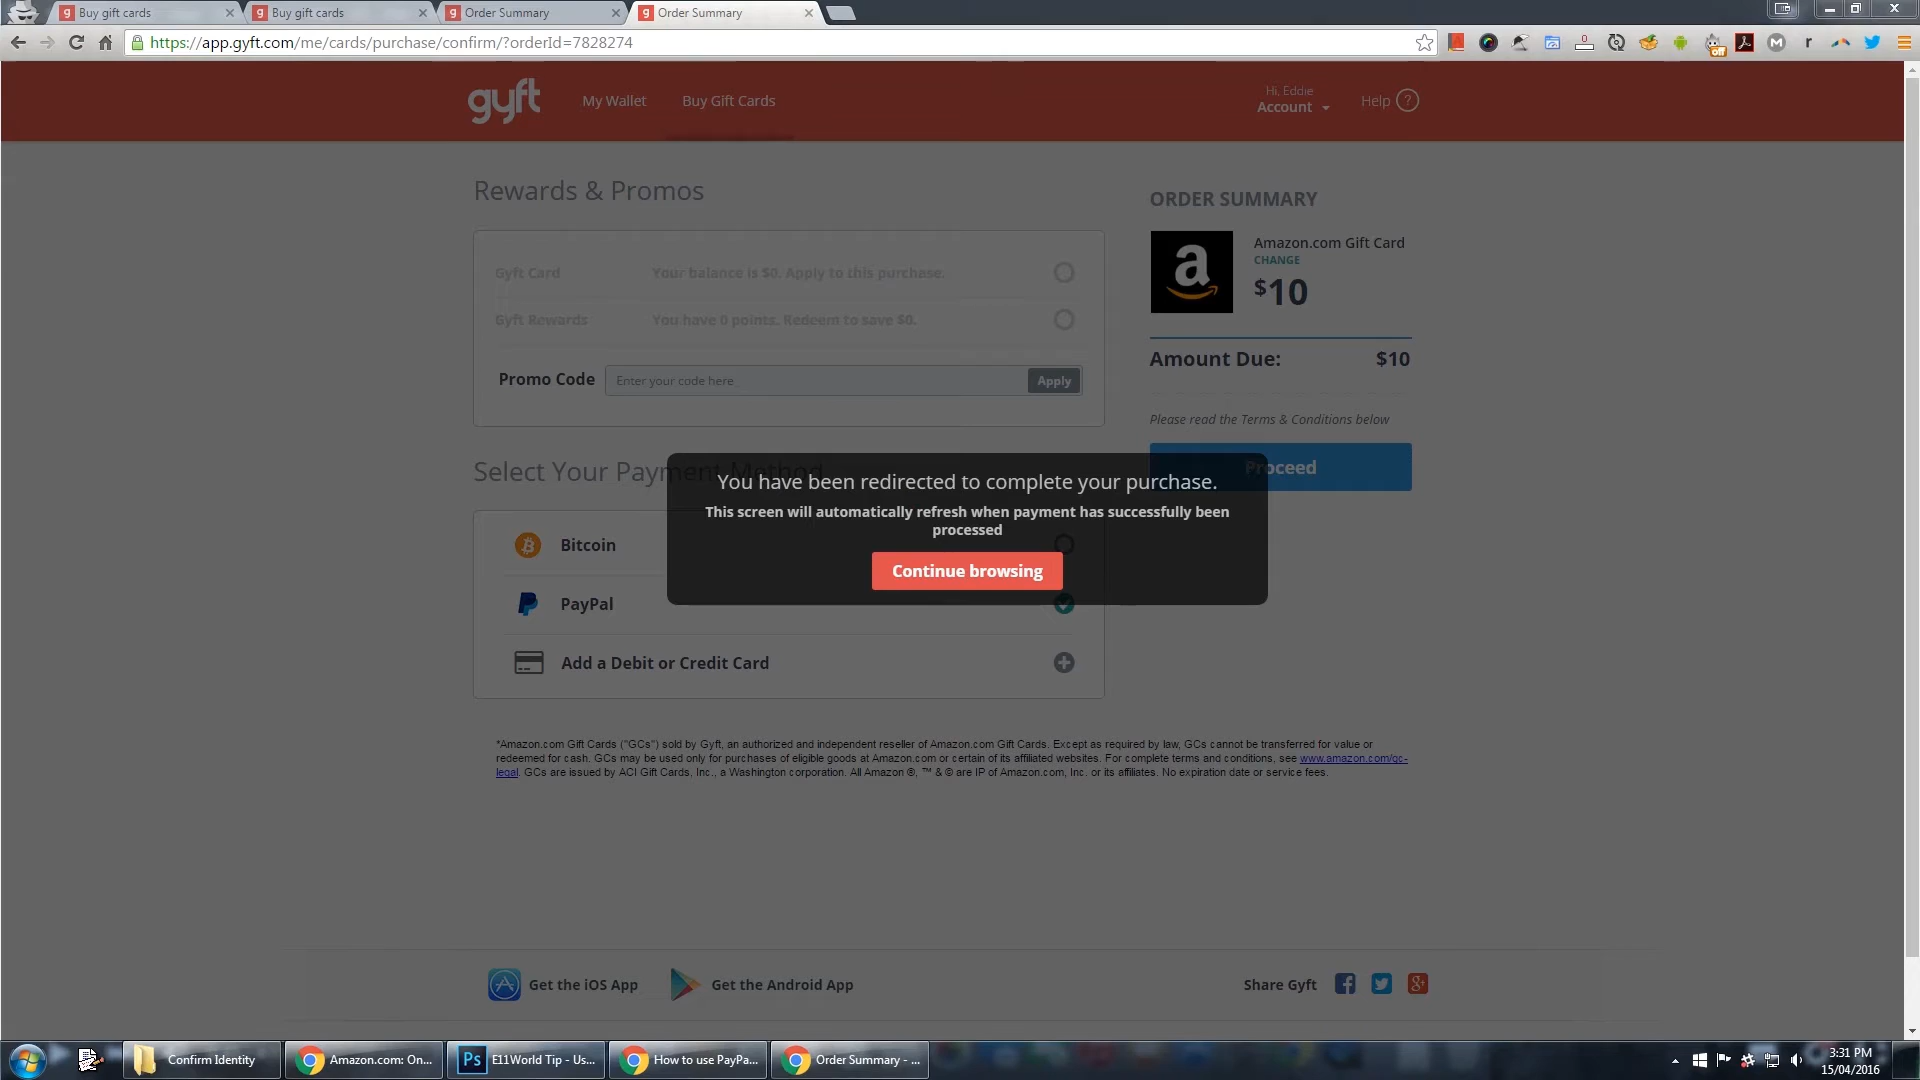 Buy gift cards
Buy gift cards
Order Summary
Order Summary
https://app.gyft.com/me/cards/purchase/confirm/?orderId=7828274
gyft
My Wallet
Buy Gift Cards
Hi, Eddie
Account
Help ?
Rewards & Promos
Gyft Card
Your balance is $0. Apply to this purchase.
Gyft Rewards
You have 0 points. Redeem to save $0.
Promo Code
Enter your code here
Apply
ORDER SUMMARY
Amazon.com Gift Card
CHANGE
$10
Amount Due: $10
Please read the Terms & Conditions below
Proceed
Select Your Payment Method
You have been redirected to complete your purchase.
This screen will automatically refresh when payment has successfully been
processed
Continue browsing
Bitcoin
PayPal
Add a Debit or Credit Card
*Amazon.com Gift Cards ("GCs") sold by Gyft, an authorized and independent reseller of Amazon.com Gift Cards. Except as required by law, GCs cannot be transferred for value or
redeemed for cash. GCs may be used only for purchases of eligible goods at Amazon.com or certain of its affiliated websites. For complete terms and conditions, see www.amazon.com/gc-
legal. GCs are issued by ACI Gift Cards, Inc., a Washington corporation. All Amazon ®, ™ & © are IP of Amazon.com, Inc. or its affiliates. No expiration date or service fees.
Get the iOS App
Get the Android App
Share Gyft
Confirm Identity
Amazon.com: On...
Ps
E11World Tip - Us...
How to use PayPa...
Order Summary - ...
3:31 PM
15/04/2016